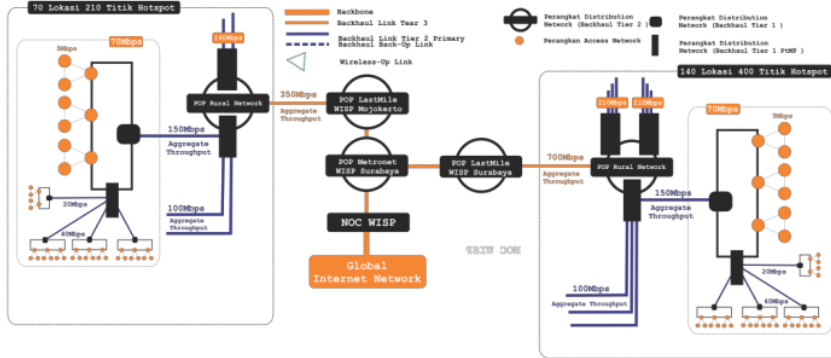 70 Lokasi 210 Titik Hotspot
70Mbps
5Mbps
140Mbps
POP Rural Network
150Mbps
Aggregate
Throughput
100Mbps
Aggregate
Throughput
20Mbps
40Mbps
Backbone
Backhaul Link Tear 3
Backhaul Link Tier 2 Primary
Backhaul Back-Up Link
Wireless-Up Link
Perangkat Distribution
Network (Backhaul Tier 2 )
Perangkan Access Network
Perangkat Distribution
Network (Backhaul Tier 1 )
Perangkat Distribution
Network (Backhaul Tier 1 PtMP )
350Mbps
Aggregate
Throughput
POP LastMile
WISP Mojokerto
POP Metronet
WISP Surabaya
POP LastMile
WISP Surabaya
700Mbps
Aggregate
Throughput
NOC WISP
Global
Internet Network
NOC WISP
140 Lokasi 400 Titik Hotspot
210Mbps
210Mbps
POP Rural Network
70Mbps
5Mbps
150Mbps
Aggregate
Throughput
100Mbps
Aggregate Throughput
20Mbps
40Mbps